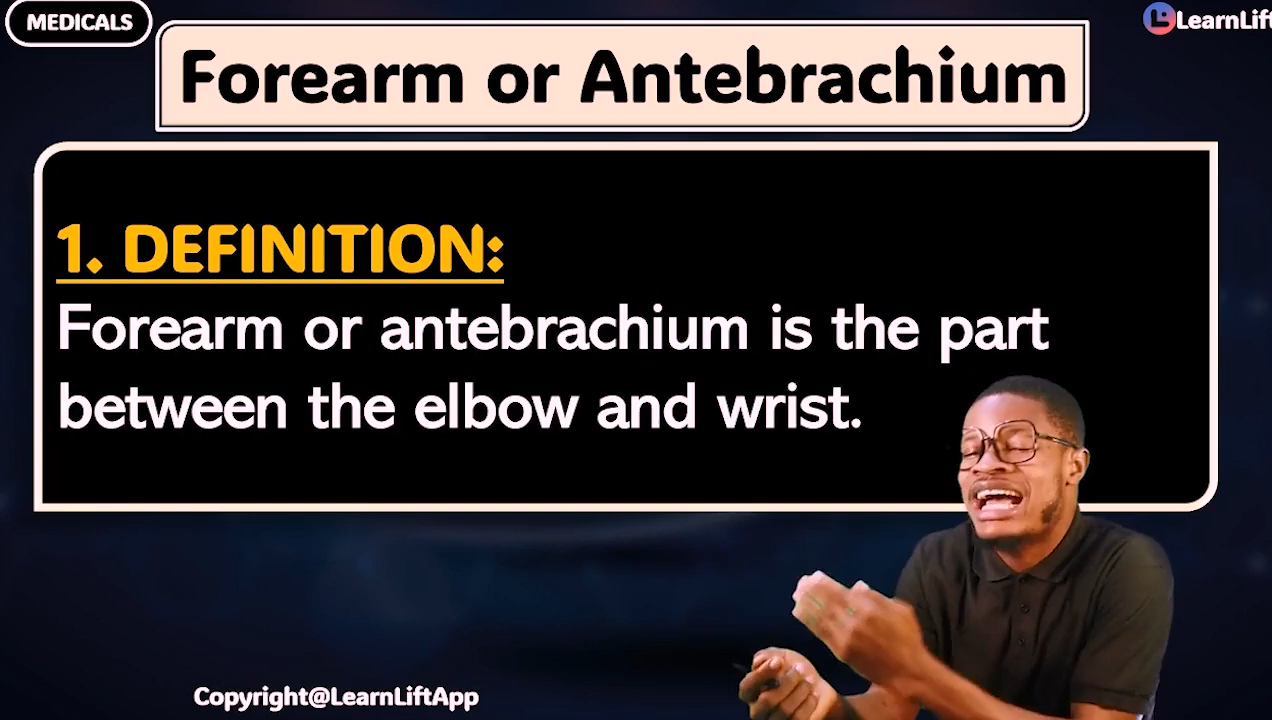 MEDICALS
LearnLift
Forearm or Antebrachium
1. DEFINITION:
Forearm or antebrachium is the part
between the elbow and wrist.
Copyright@LearnLiftApp